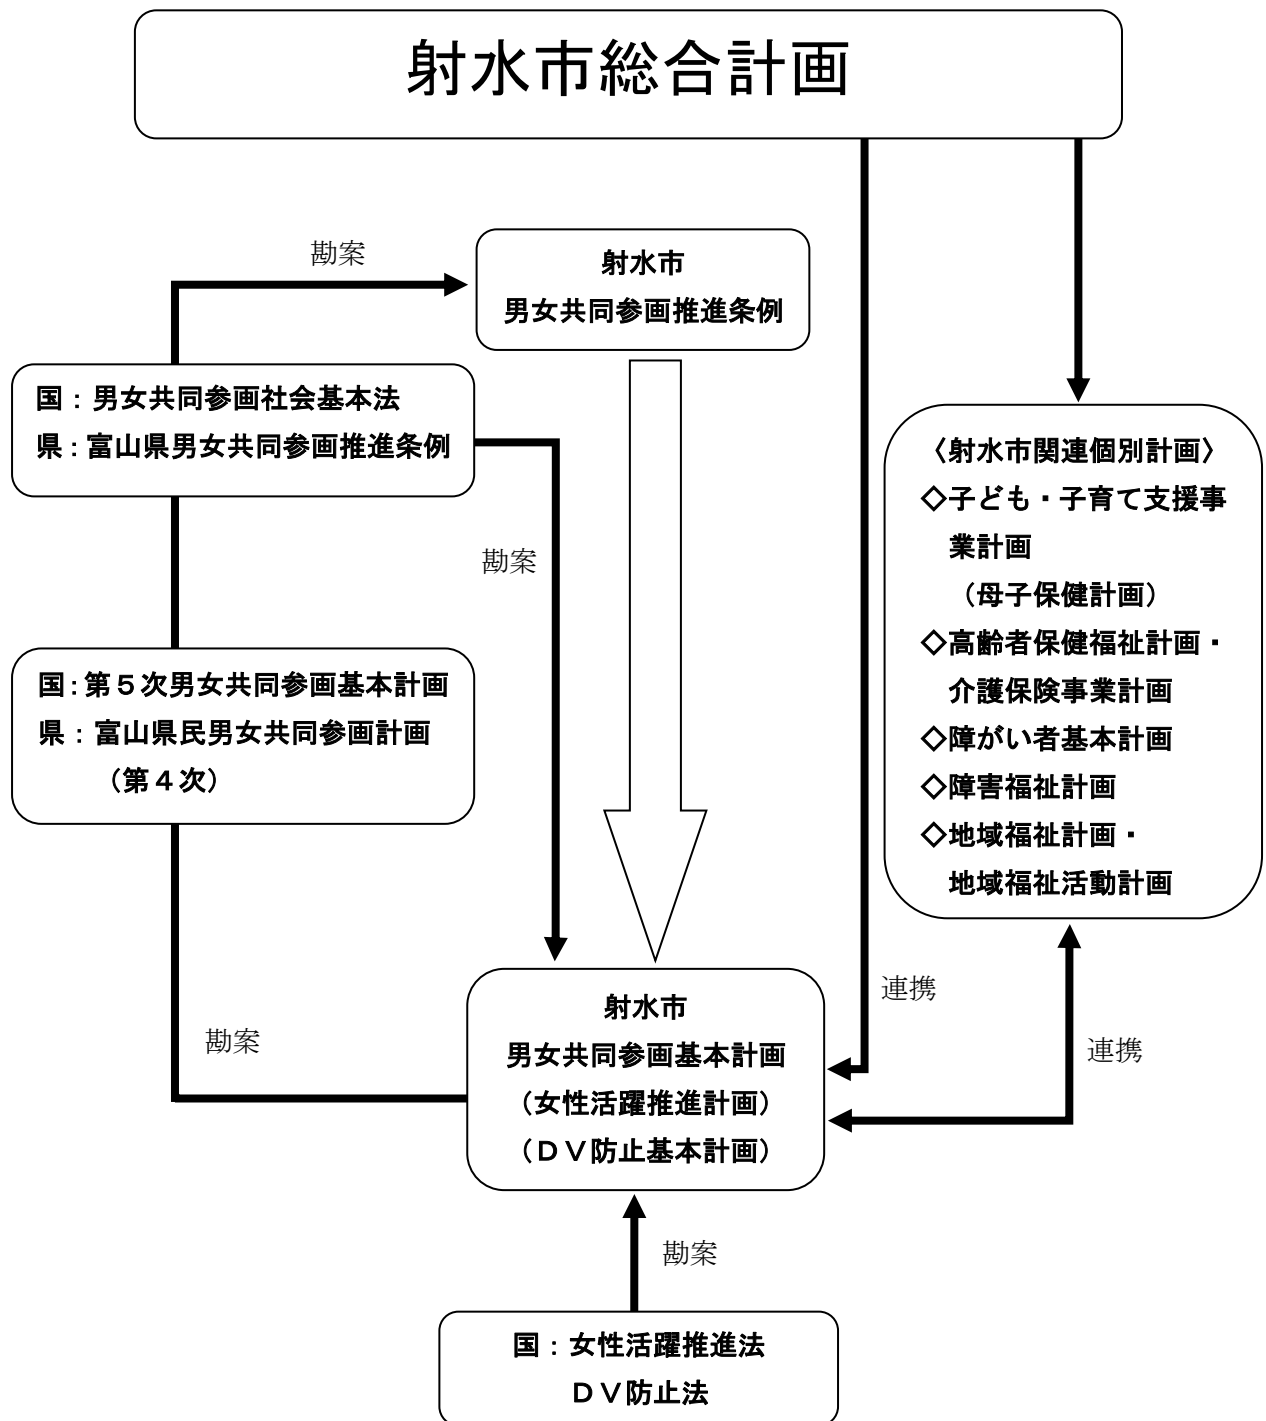 射水市総合計画
勘案
射水市
男女共同参画推進条例
国：男女共同参画社会基本法
県：富山県男女共同参画推進条例
勘案
国：第５次男女共同参画基本計画
県：富山県民男女共同参画計画
（第４次）
〈射水市関連個別計画〉
◇子ども・子育て支援事
業計画
（母子保健計画）
◇高齢者保健福祉計画・
介護保険事業計画
◇障がい者基本計画
◇障害福祉計画
◇地域福祉計画・
地域福祉活動計画
連携
連携
勘案
射水市
男女共同参画基本計画
（女性活躍推進計画）
（ＤＶ防止基本計画）
勘案
国：女性活躍推進法
ＤＶ防止法